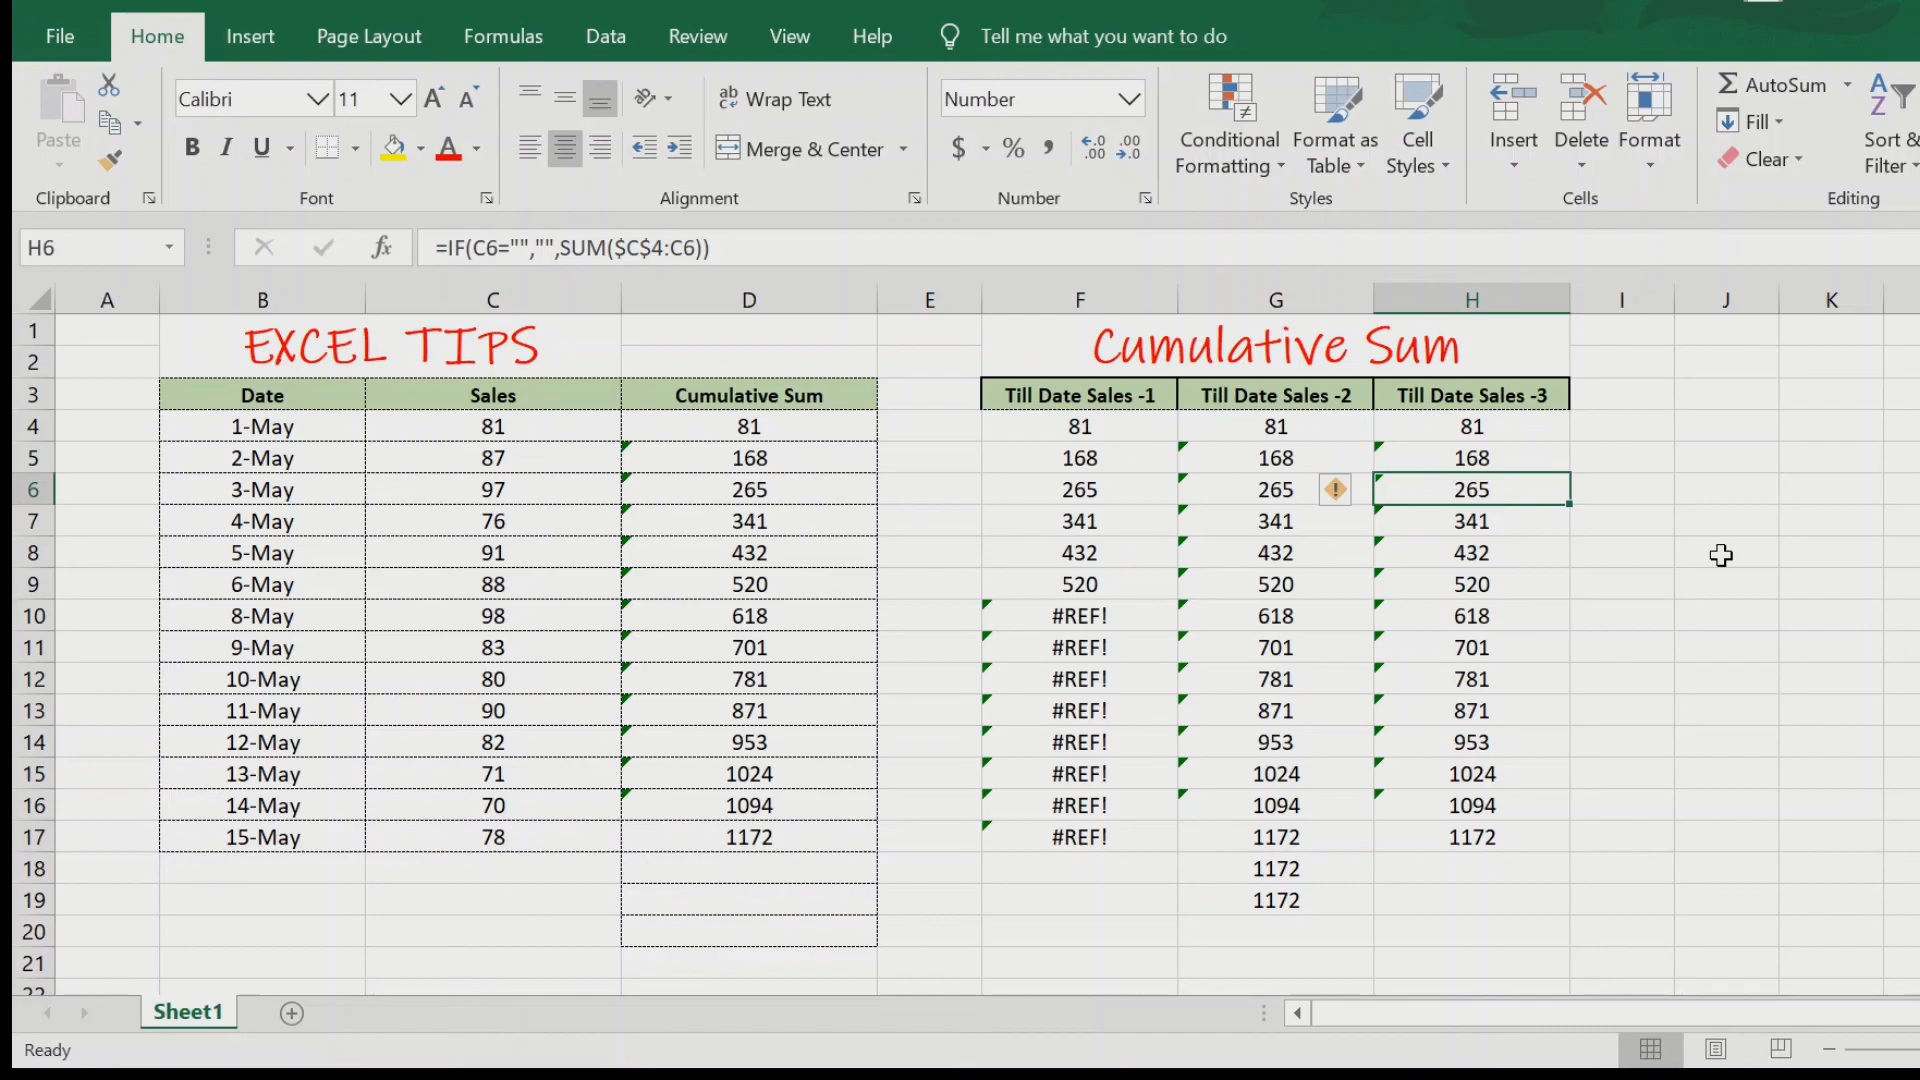 File Home Insert Page Layout Formulas Data Review View Help Tell me what you want to do
Calibri 11 A A ab c Wrap Text Number AutoSum A Z
Paste B I U A Merge & Center $ % , Conditional Formatting Format as Table Cell Styles Insert Delete Format Fill Clear Sort & Filter
Clipboard Font Alignment Number Styles Cells Editing
H6 fx =IF(C6="","",SUM($C$4:C6))
A B C D E F G H I J K
1 EXCEL TIPS Cumulative Sum
2
3 Date Sales Cumulative Sum Till Date Sales -1 Till Date Sales -2 Till Date Sales -3
4 1-May 81 81 81 81 81
5 2-May 87 168 168 168 168
6 3-May 97 265 265 265 265
7 4-May 76 341 341 341 341
8 5-May 91 432 432 432 432
9 6-May 88 520 520 520 520
10 8-May 98 618 #REF! 618 618
11 9-May 83 701 #REF! 701 701
12 10-May 80 781 #REF! 781 781
13 11-May 90 871 #REF! 871 871
14 12-May 82 953 #REF! 953 953
15 13-May 71 1024 #REF! 1024 1024
16 14-May 70 1094 #REF! 1094 1094
17 15-May 78 1172 #REF! 1172 1172
18 1172
19 1172
20
21
22
Sheet1
Ready